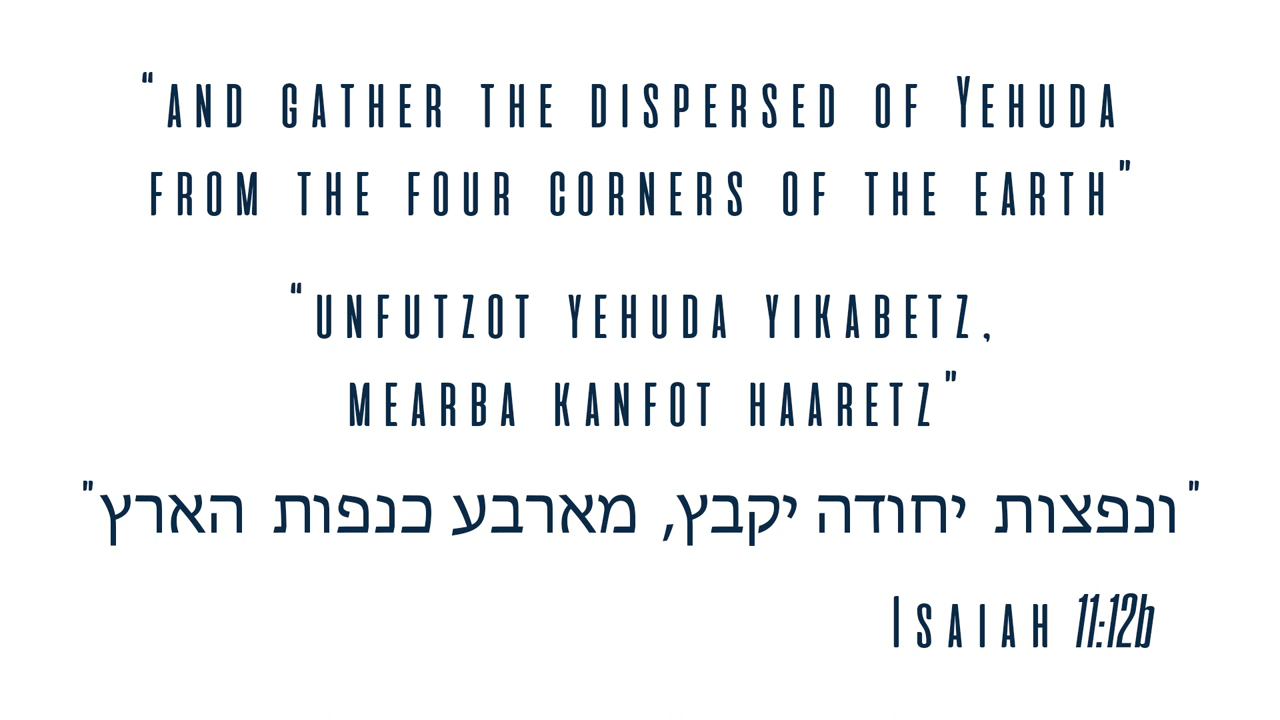 “AND GATHER THE DISPERSED OF YEHUDA
FROM THE FOUR CORNERS OF THE EARTH”
“UNFUTZOT YEHUDA YIKABETZ,
MEARBA KANFOT HAARETZ”
"ונפצות יחודה יקבץ, מארבע כנפות הארץ"
ISAIAH 11:12b